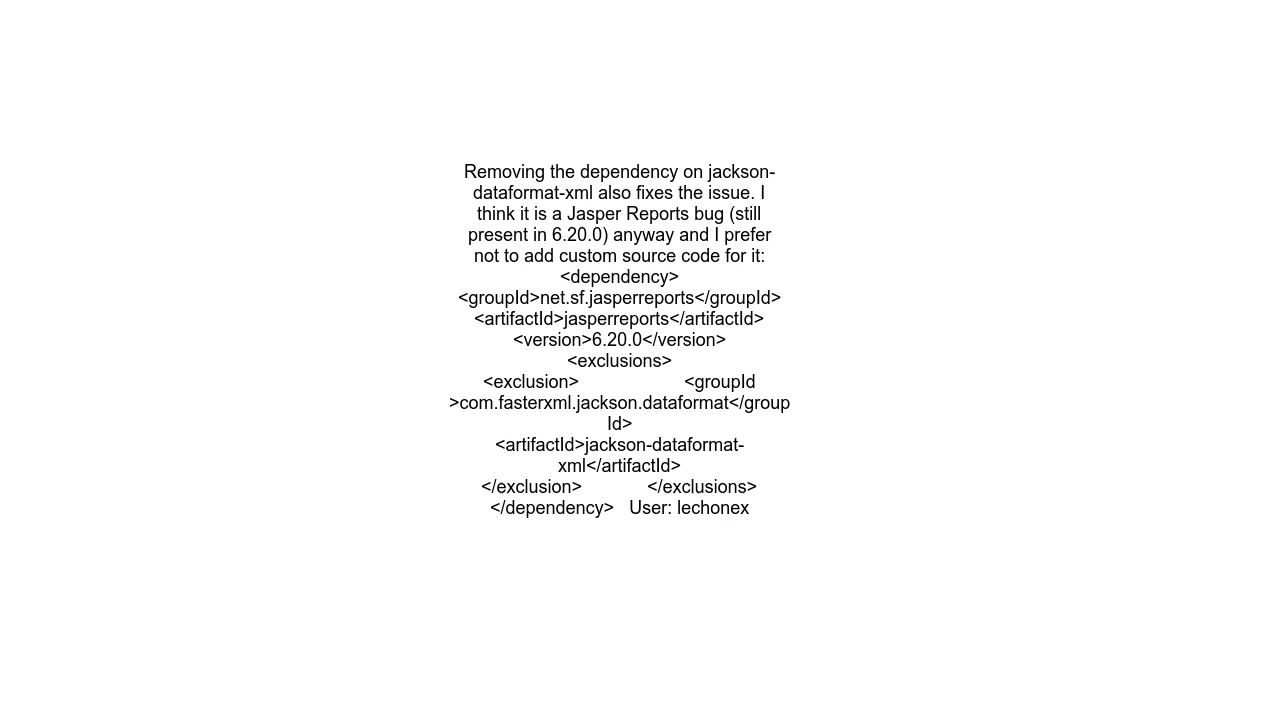 Removing the dependency on jackson-
dataformat-xml also fixes the issue. I
think it is a Jasper Reports bug (still
present in 6.20.0) anyway and I prefer
not to add custom source code for it:
<dependency>
<groupId>net.sf.jasperreports</groupId>
<artifactId>jasperreports</artifactId>
<version>6.20.0</version>
<exclusions>
<exclusion> <groupId
>com.fasterxml.jackson.dataformat</group
Id>
<artifactId>jackson-dataformat-
xml</artifactId>
</exclusion> </exclusions>
</dependency> User: lechonex